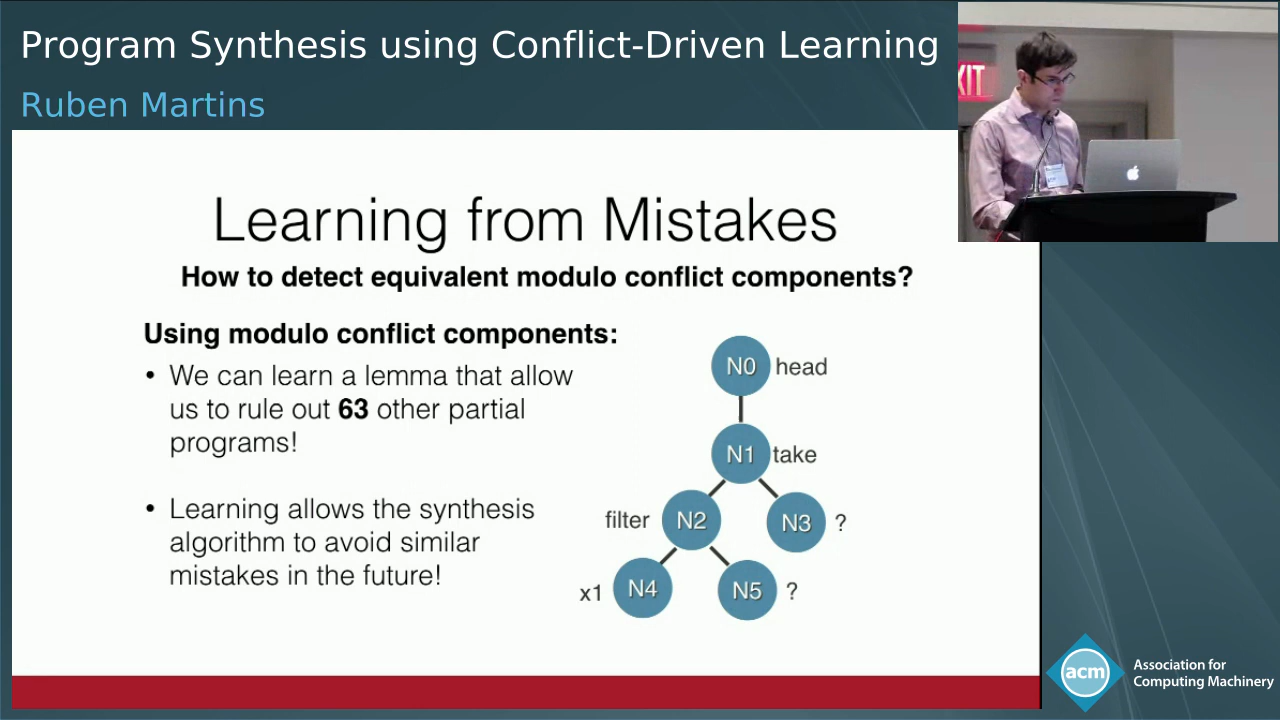 Program Synthesis using Conflict-Driven Learning
Ruben Martins
XIT
Learning from Mistakes
How to detect equivalent modulo conflict components?
Using modulo conflict components:
• We can learn a lemma that allow
us to rule out 63 other partial
programs!
• Learning allows the synthesis
algorithm to avoid similar
mistakes in the future!
N0 head
N1 take
filter N2
N3 ?
x1 N4
N5 ?
acm
Association for
Computing Machinery